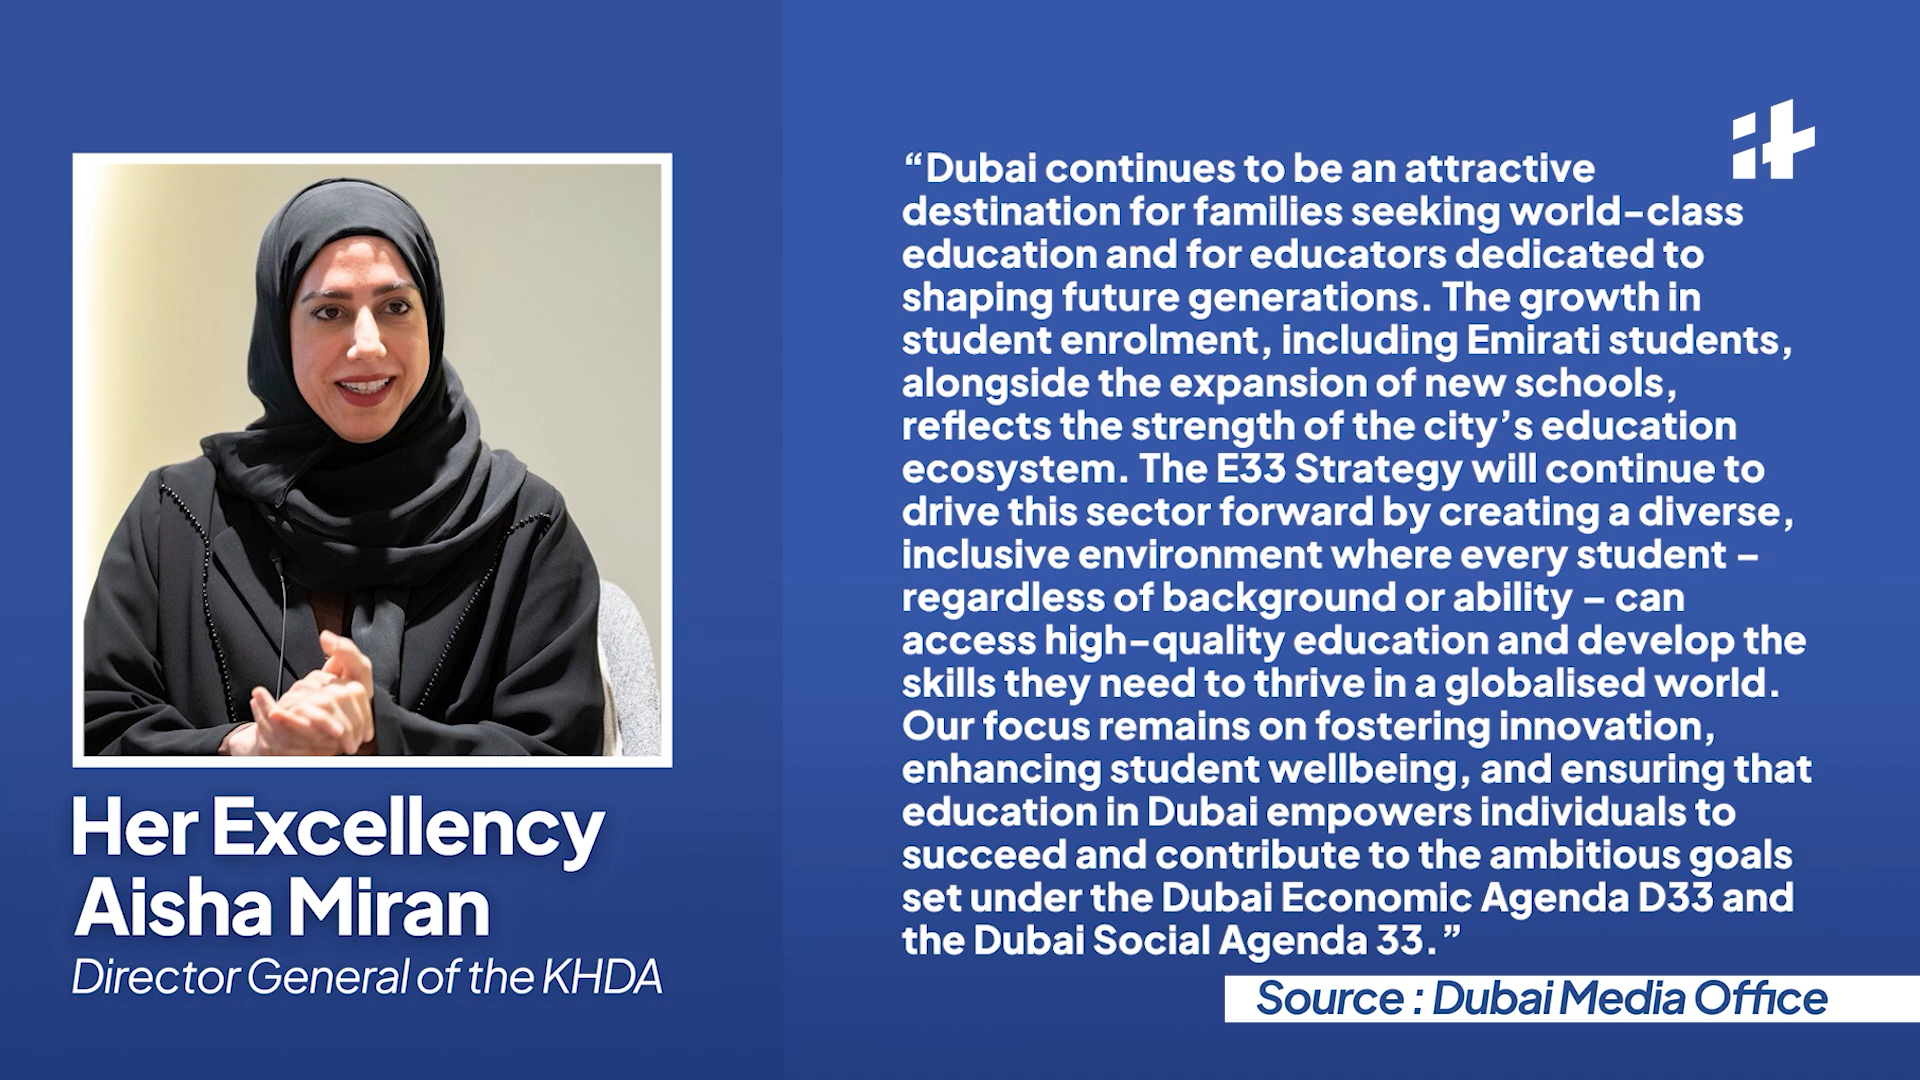 Her Excellency
Aisha Miran
Director General of the KHDA
“Dubai continues to be an attractive
destination for families seeking world-class
education and for educators dedicated to
shaping future generations. The growth in
student enrolment, including Emirati students,
alongside the expansion of new schools,
reflects the strength of the city’s education
ecosystem. The E33 Strategy will continue to
drive this sector forward by creating a diverse,
inclusive environment where every student –
regardless of background or ability – can
access high-quality education and develop the
skills they need to thrive in a globalised world.
Our focus remains on fostering innovation,
enhancing student wellbeing, and ensuring that
education in Dubai empowers individuals to
succeed and contribute to the ambitious goals
set under the Dubai Economic Agenda D33 and
the Dubai Social Agenda 33.”
Source : Dubai Media Office